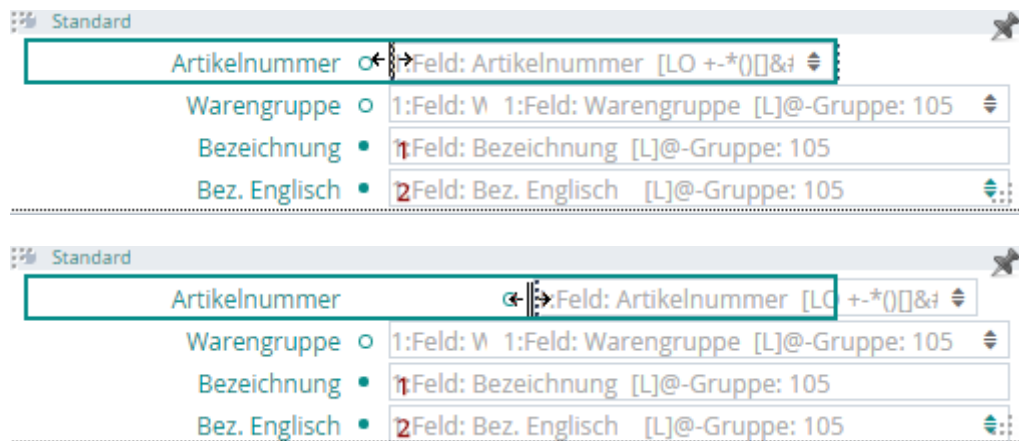 Standard
Artikelnummer :Feld: Artikelnummer [LO +-*()[]&#
Warengruppe 1:Feld: W 1:Feld: Warengruppe [L]@-Gruppe: 105
Bezeichnung 1:Feld: Bezeichnung [L]@-Gruppe: 105
Bez. Englisch 2:Feld: Bez. Englisch [L]@-Gruppe: 105
Standard
Artikelnummer :Feld: Artikelnummer [LO +-*()[]&#
Warengruppe 1:Feld: W 1:Feld: Warengruppe [L]@-Gruppe: 105
Bezeichnung 1:Feld: Bezeichnung [L]@-Gruppe: 105
Bez. Englisch 2:Feld: Bez. Englisch [L]@-Gruppe: 105